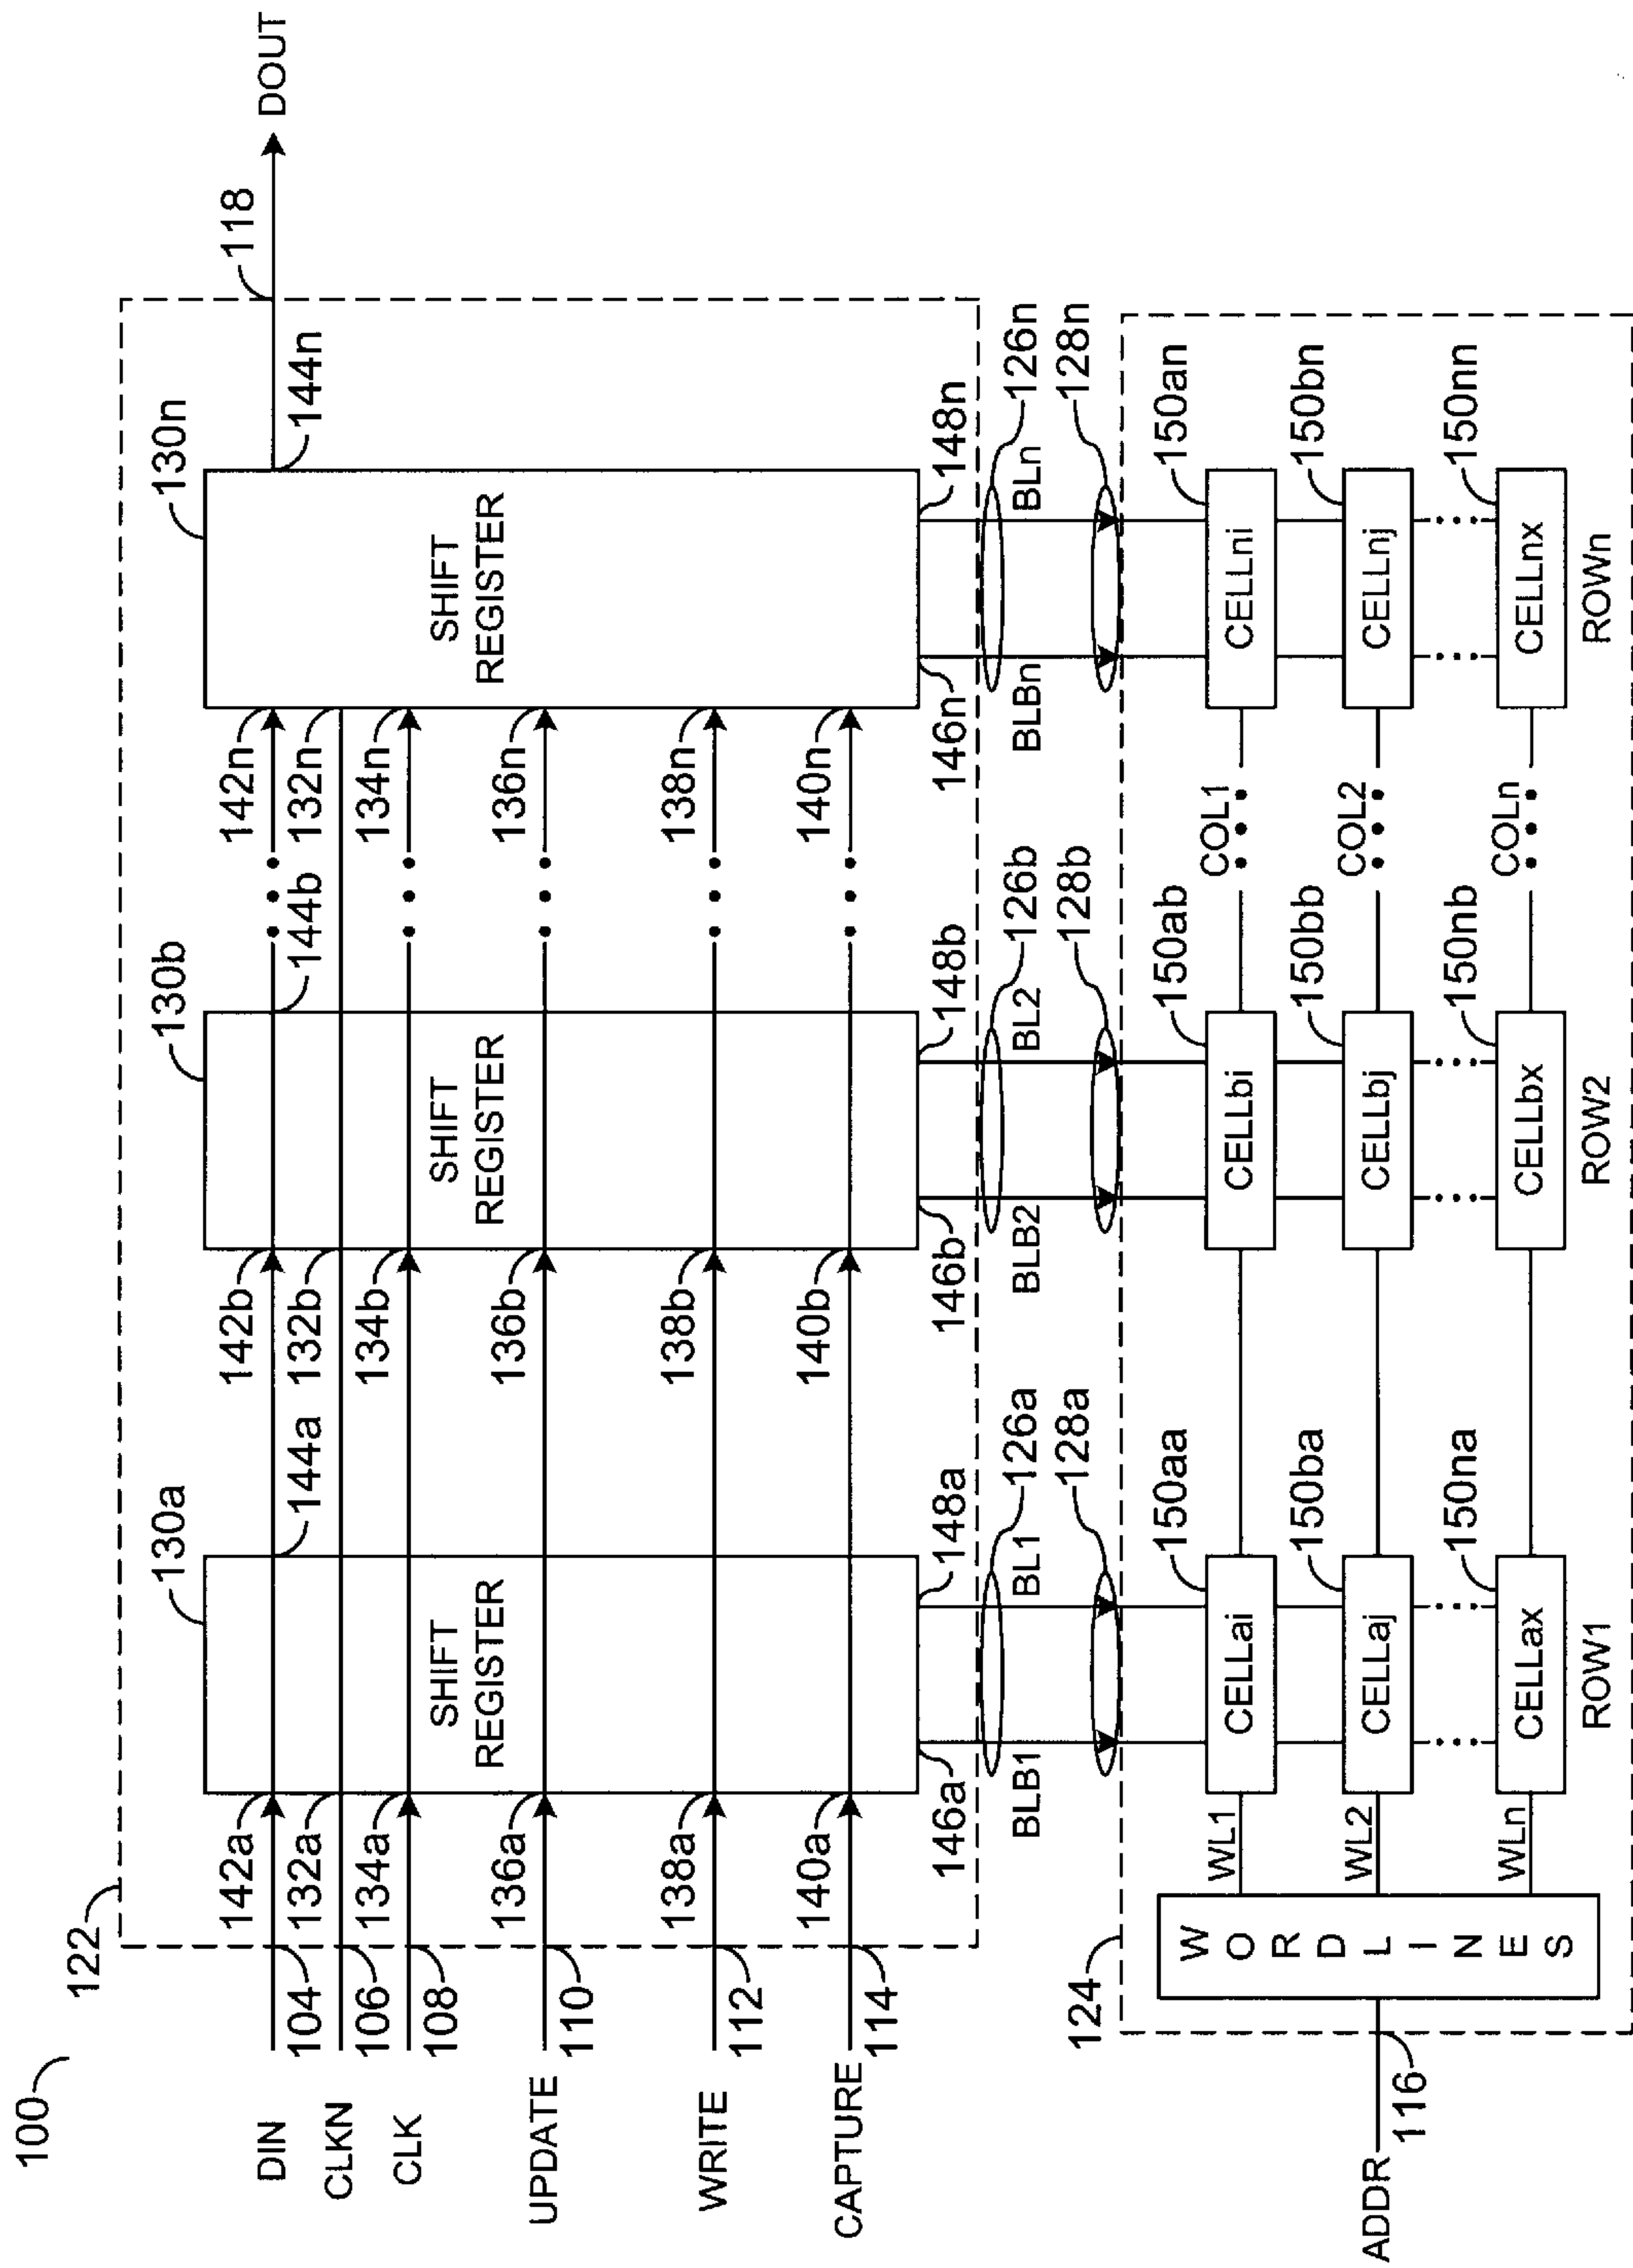 100
122
130a
130b
130n
118
DOUT
DIN
104
142a
144a
142b
144b
142n
144n
CLKN
106
132a
132b
132n
CLK
108
134a
134b
134n
SHIFT REGISTER
SHIFT REGISTER
SHIFT REGISTER
UPDATE
110
136a
136b
136n
WRITE
112
138a
138b
138n
CAPTURE
114
140a
140b
140n
146a
148a
146b
148b
146n
148n
BLB1
BL1
126a
BLB2
BL2
126b
BLBn
BLn
126n
128a
128b
128n
124
ADDR
116
WORDLINES
WL1
CELLai
150aa
CELLbi
150ab
COL1
CELLni
150an
WL2
CELLaj
150ba
CELLbj
150bb
COL2
CELLnj
150bn
WLn
CELLax
150na
CELLbx
150nb
COLn
CELLnx
150nn
ROW1
ROW2
ROWn